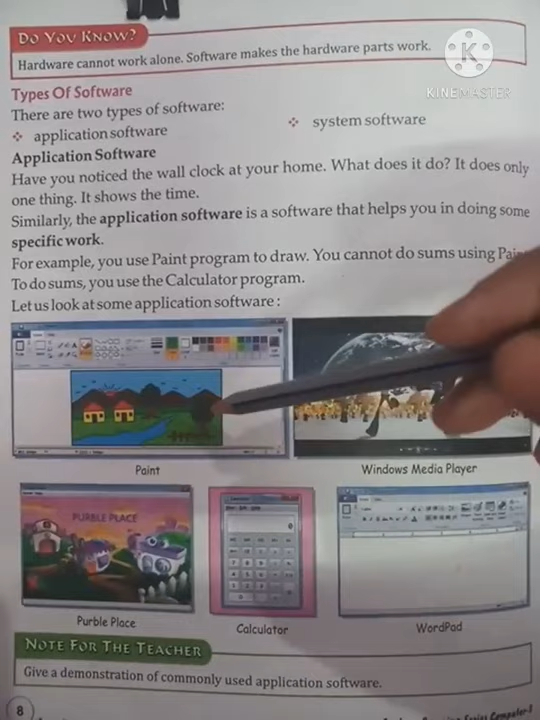 DO YOU KNOW?
Hardware cannot work alone. Software makes the hardware parts work.
KINEMASTER
Types Of Software
There are two types of software:
❖ application software
❖ system software
Application Software
Have you noticed the wall clock at your home. What does it do? It does only
one thing. It shows the time.
Similarly, the application software is a software that helps you in doing some
specific work.
For example, you use Paint program to draw. You cannot do sums using
To do sums, you use the Calculator program.
Let us look at some application software :
Paint
Windows Media Player
PURBLE PLACE
Purble Place
Calculator
WordPad
NOTE FOR THE TEACHER
Give a demonstration of commonly used application software.
8